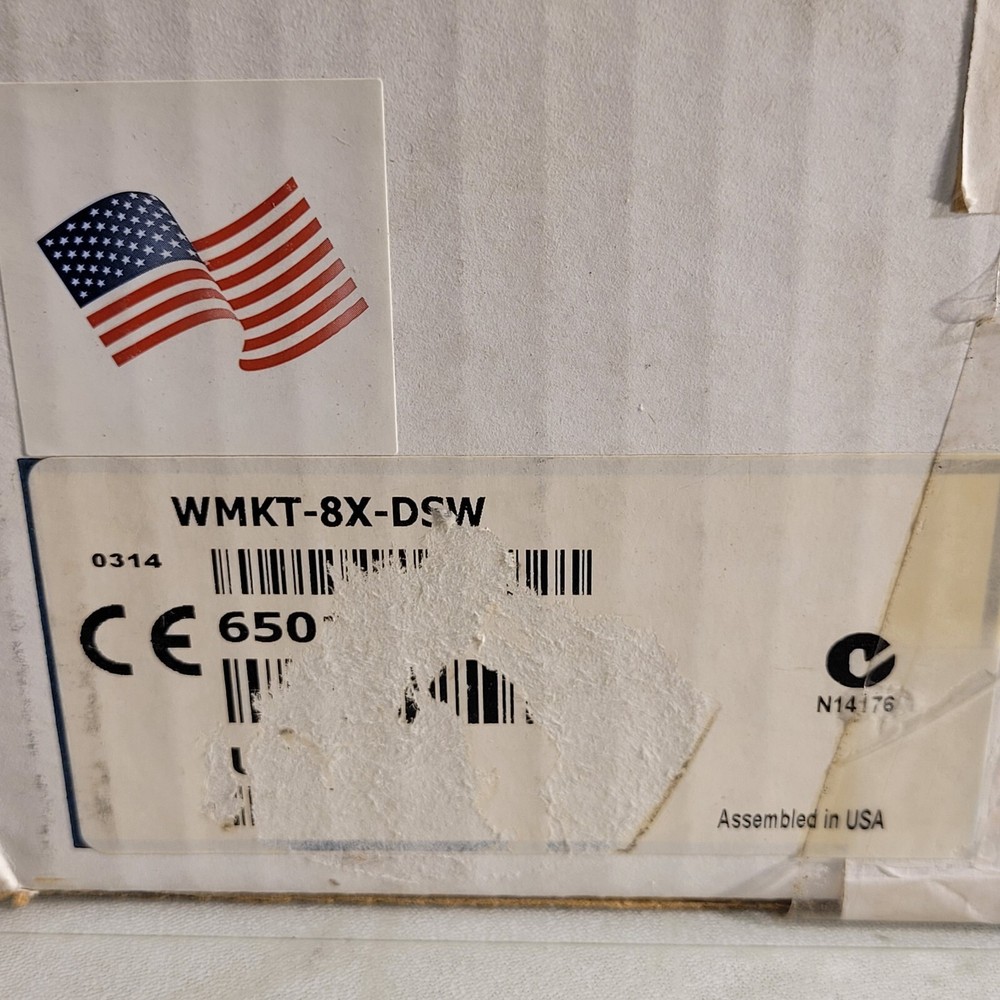 WMKT-8X-DSW
0314
CE 650
N14176
Assembled in USA